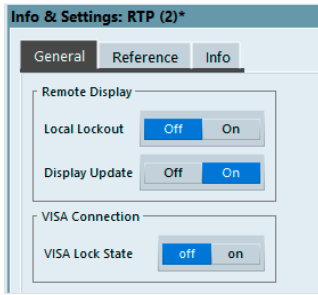 Info & Settings: RTP (2)*
General Reference Info
Remote Display
Local Lockout Off On
Display Update Off On
VISA Connection
VISA Lock State off on